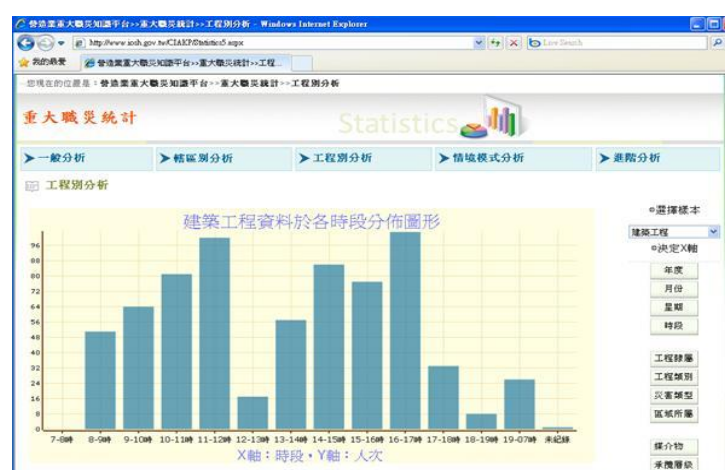 營造業重大職災知識平台>>重大職災統計>>工程別分析 - Windows Internet Explorer
http://www.iosh.gov.tw/CIAKP/Statistics5.aspx
Live Search
我的最愛
營造業重大職災知識平台>>重大職災統計>>工程...
您現在的位置是：營造業重大職災知識平台>>重大職災統計>>工程別分析
重大職災統計
Statistics
一般分析 轄區別分析 工程別分析 情境模式分析 進階分析
工程別分析
選擇樣本
建築工程
決定X軸
年度
月份
星期
時段
工程隸屬
工程類別
災害類型
區域所屬
媒介物
承攬層級
建築工程資料於各時段分佈圖形
96
80
72
64
56
48
40
32
24
16
8
0
7-8時 8-9時 9-10時 10-11時 11-12時 12-13時 13-14時 14-15時 15-16時 16-17時 17-18時 18-19時 19-07時 未紀錄
X軸：時段・Y軸：人次